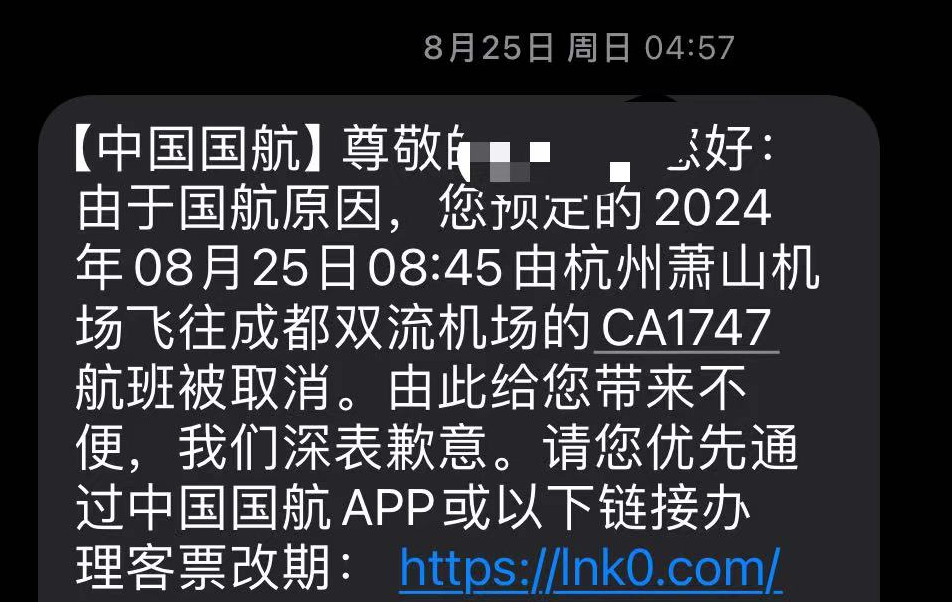 8月25日 周日 04:57
【中国国航】尊敬的 您好：
由于国航原因，您预定的2024
年08月25日08:45由杭州萧山机
场飞往成都双流机场的CA1747
航班被取消。由此给您带来不
便，我们深表歉意。请您优先通
过中国国航APP或以下链接办
理客票改期： https://lnk0.com/